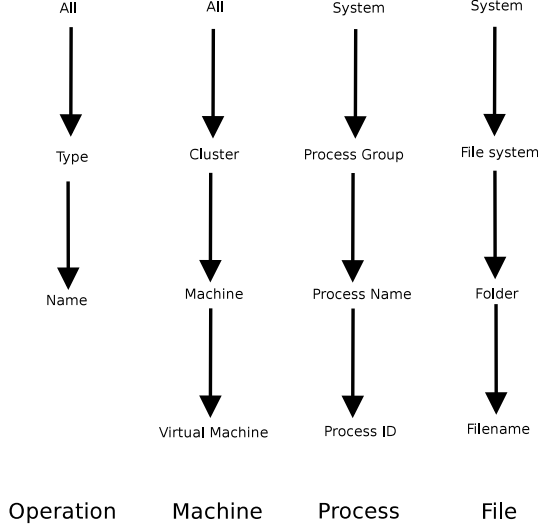 All All System System
Type Cluster Process Group File system
Name Machine Process Name Folder
Virtual Machine Process ID Filename
Operation Machine Process File